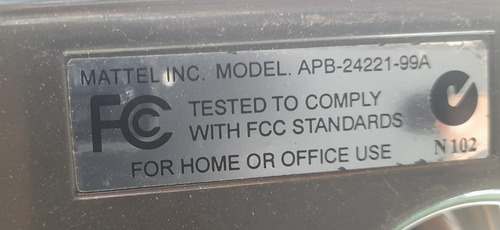 MATTEL INC. MODEL. APB-24221-99A
FC TESTED TO COMPLY
WITH FCC STANDARDS
FOR HOME OR OFFICE USE N 102